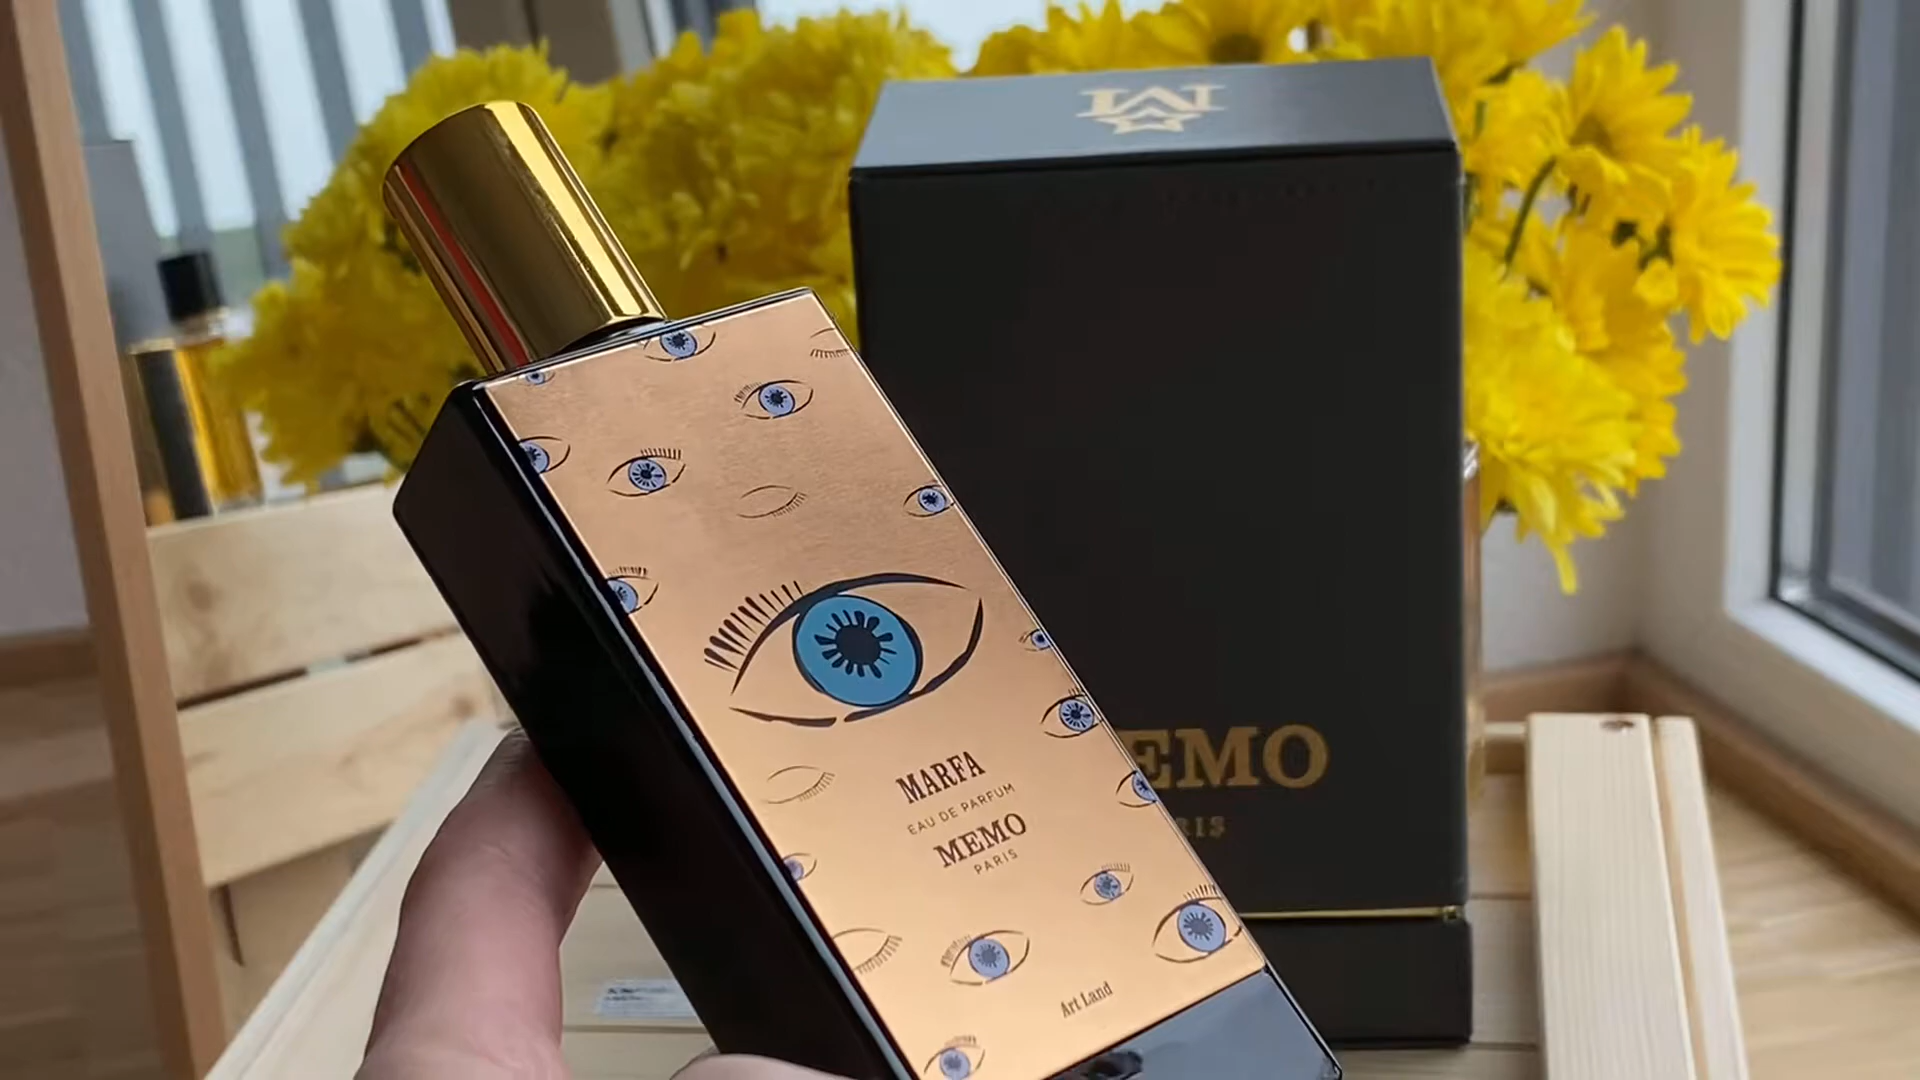 MARFA
EAU DE PARFUM
MEMO
PARIS
Art Land
EMO
RIS